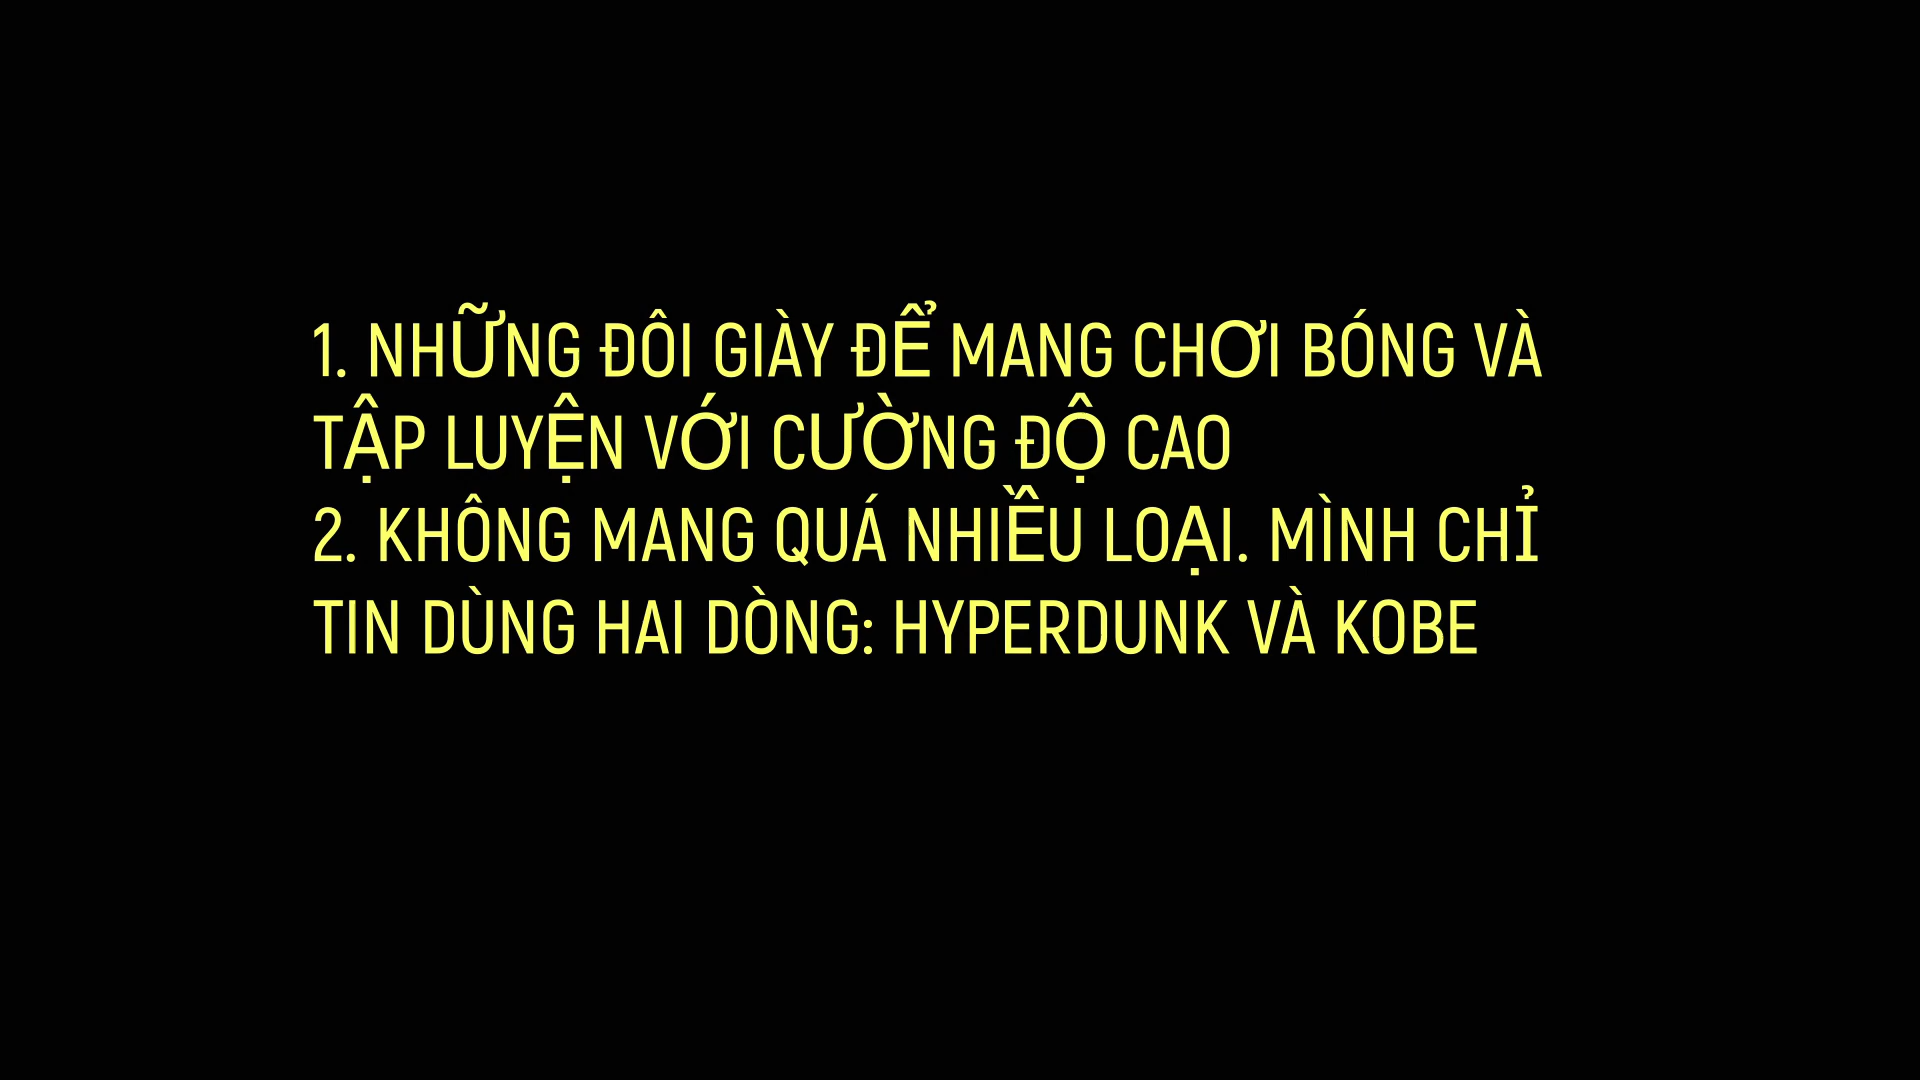 1. NHỮNG ĐÔI GIÀY ĐỂ MANG CHƠI BÓNG VÀ
TẬP LUYỆN VỚI CƯỜNG ĐỘ CAO
2. KHÔNG MANG QUÁ NHIỀU LOẠI. MÌNH CHỈ
TIN DÙNG HAI DÒNG: HYPERDUNK VÀ KOBE